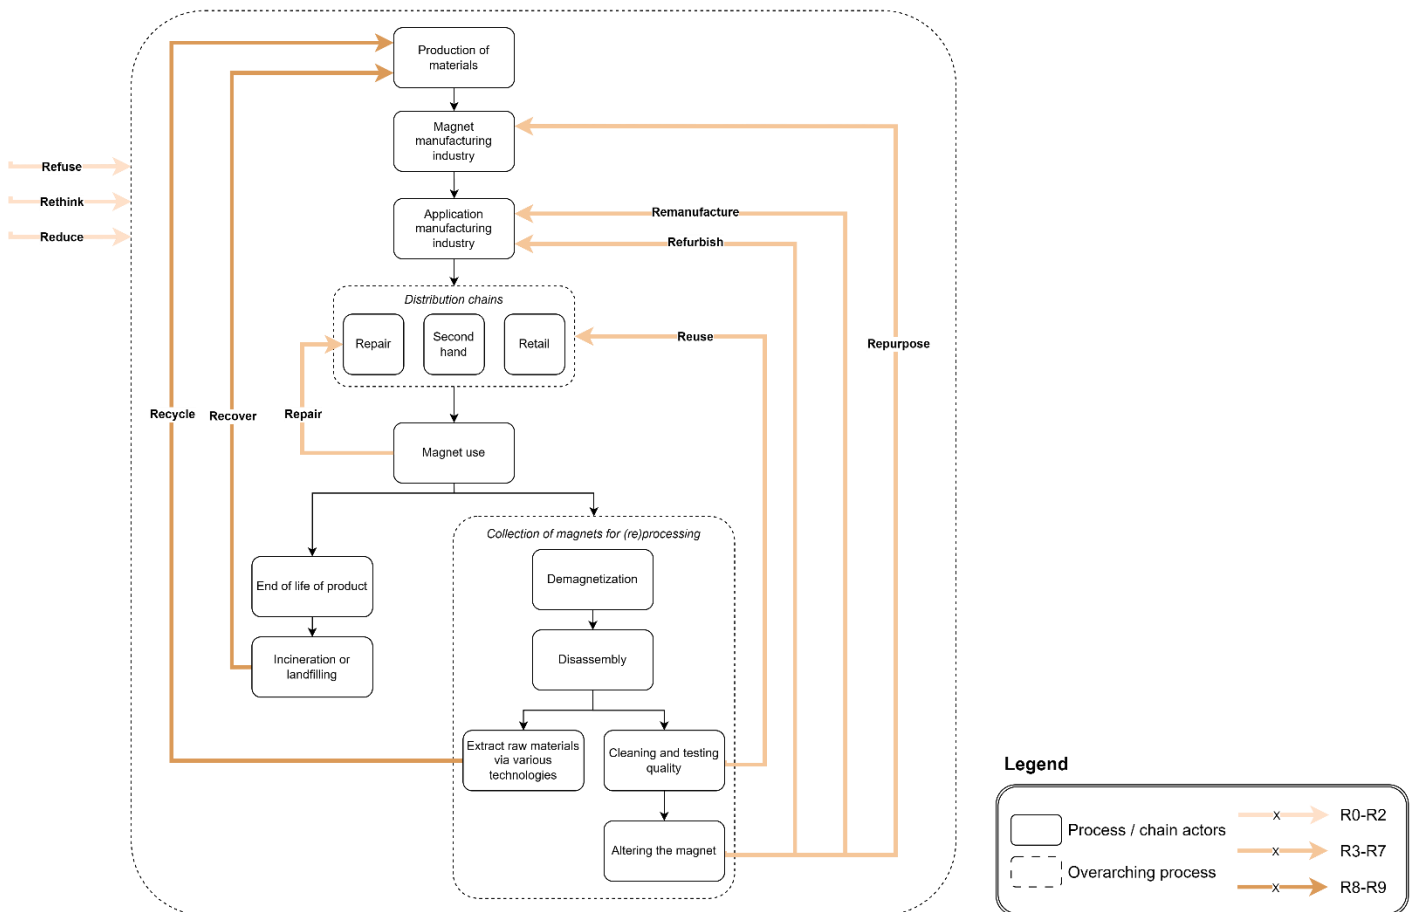 Production of
materials
Magnet
manufacturing
industry
Refuse
Rethink
Reduce
Application
manufacturing
industry
Remanufacture
Refurbish
Distribution chains
Repair
Second
hand
Retail
Reuse
Repurpose
Recycle
Recover
Repair
Magnet use
Collection of magnets for (re)processing
End of life of product
Demagnetization
Incineration or
landfilling
Disassembly
Extract raw materials
via various
technologies
Cleaning and testing
quality
Altering the magnet
Legend
Process / chain actors
Overarching process
x
R0-R2
x
R3-R7
x
R8-R9